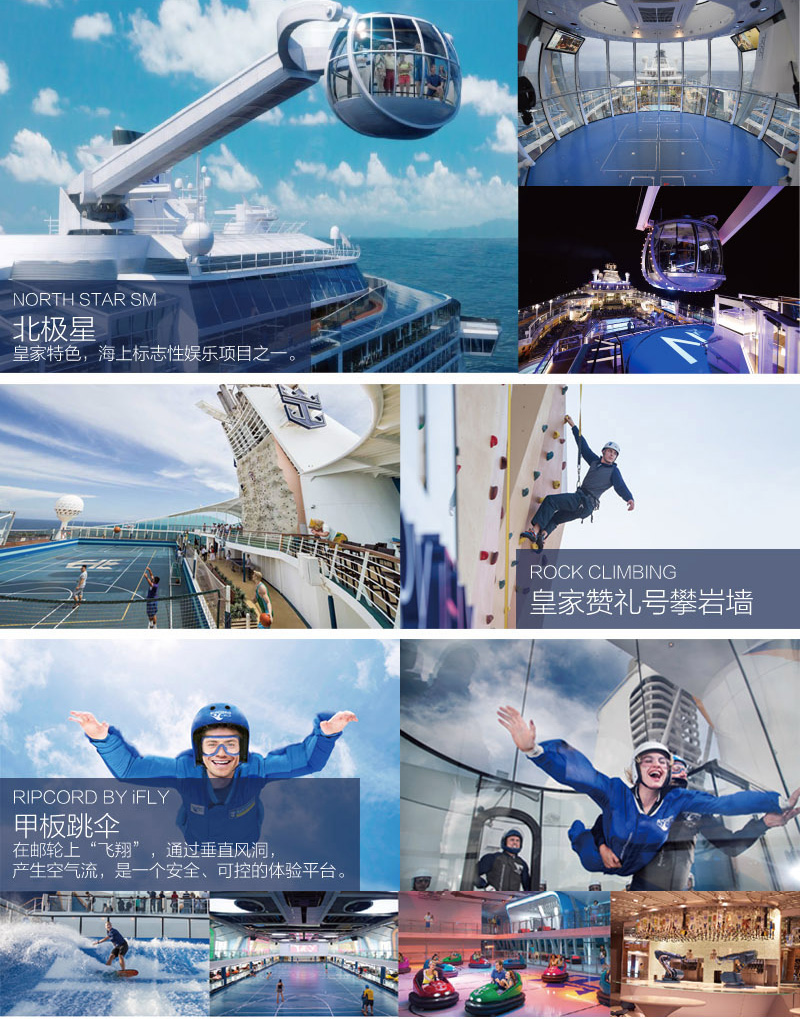 NORTH STAR SM
北极星
皇家特色，海上标志性娱乐项目之一。
ROCK CLIMBING
皇家赞礼号攀岩墙
RIPCORD BY iFLY
甲板跳伞
在邮轮上“飞翔”，通过垂直风洞，
产生空气流，是一个安全、可控的体验平台。